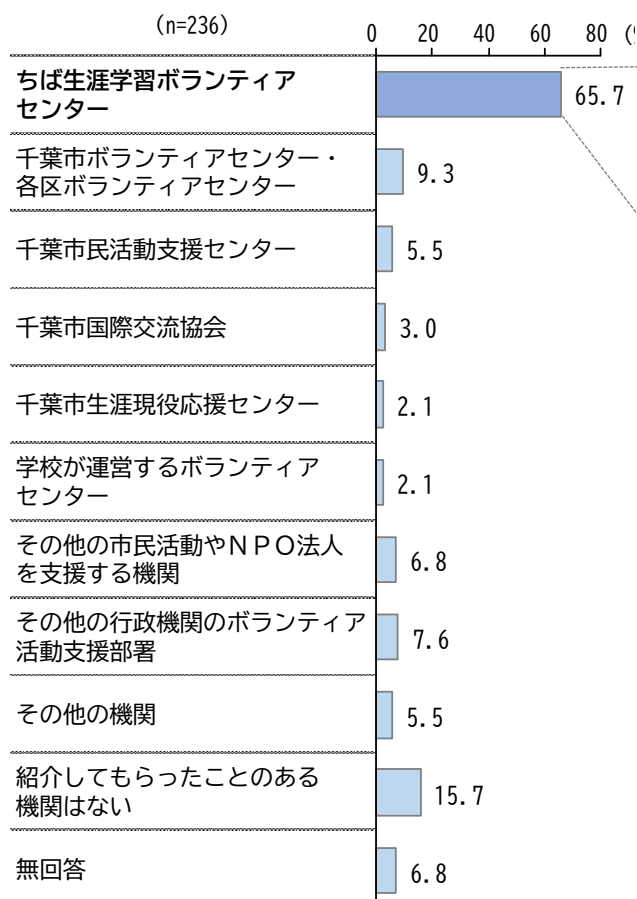 (n=236)
0 20 40 60 80
ちば生涯学習ボランティア
センター
65.7
千葉市ボランティアセンター・
各区ボランティアセンター
9.3
千葉市民活動支援センター
5.5
千葉市国際交流協会
3.0
千葉市生涯現役応援センター
2.1
学校が運営するボランティア
センター
2.1
その他の市民活動やＮＰＯ法人
を支援する機関
6.8
その他の行政機関のボランティア
活動支援部署
7.6
その他の機関
5.5
紹介してもらったことのある
機関はない
15.7
無回答
6.8